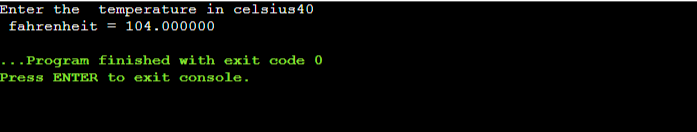 Enter the  temperature in celsius40
 fahrenheit = 104.000000
...Program finished with exit code 0
Press ENTER to exit console.